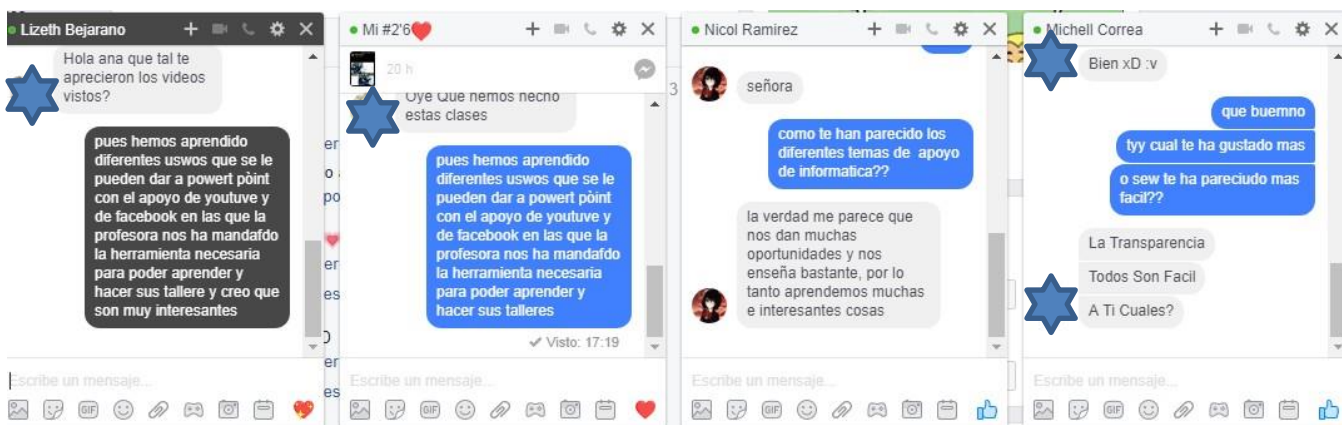 Lizeth Bejarano
Hola ana que tal te
aprecieron los videos
vistos?
pues hemos aprendido
diferentes uswos que se le
pueden dar a powert pòint
con el apoyo de youtuve y
de facebook en las que la
profesora nos ha mandafdo
la herramienta necesaria
para poder aprender y
hacer sus tallere y creo que
son muy interesantes
Escribe un mensaje...
GIF
Mi #2'6❤
20 h
Oye Que hemos hecho
estas clases
pues hemos aprendido
diferentes uswos que se le
pueden dar a powert pòint
con el apoyo de youtuve y
de facebook en las que la
profesora nos ha mandafdo
la herramienta necesaria
para poder aprender y
hacer sus talleres
✓ Visto: 17:19
Escribe un mensaje...
GIF
Nicol Ramirez
señora
como te han parecido los
diferentes temas de apoyo
de informatica??
la verdad me parece que
nos dan muchas
oportunidades y nos
enseña bastante, por lo
tanto aprendemos muchas
e interesantes cosas
Escribe un mensaje...
GIF
Michell Correa
Bien xD :v
que buemno
tyy cual te ha gustado mas
o sew te ha pareciudo mas
facil??
La Transparencia
Todos Son Facil
A Ti Cuales?
Escribe un mensaje...
GIF